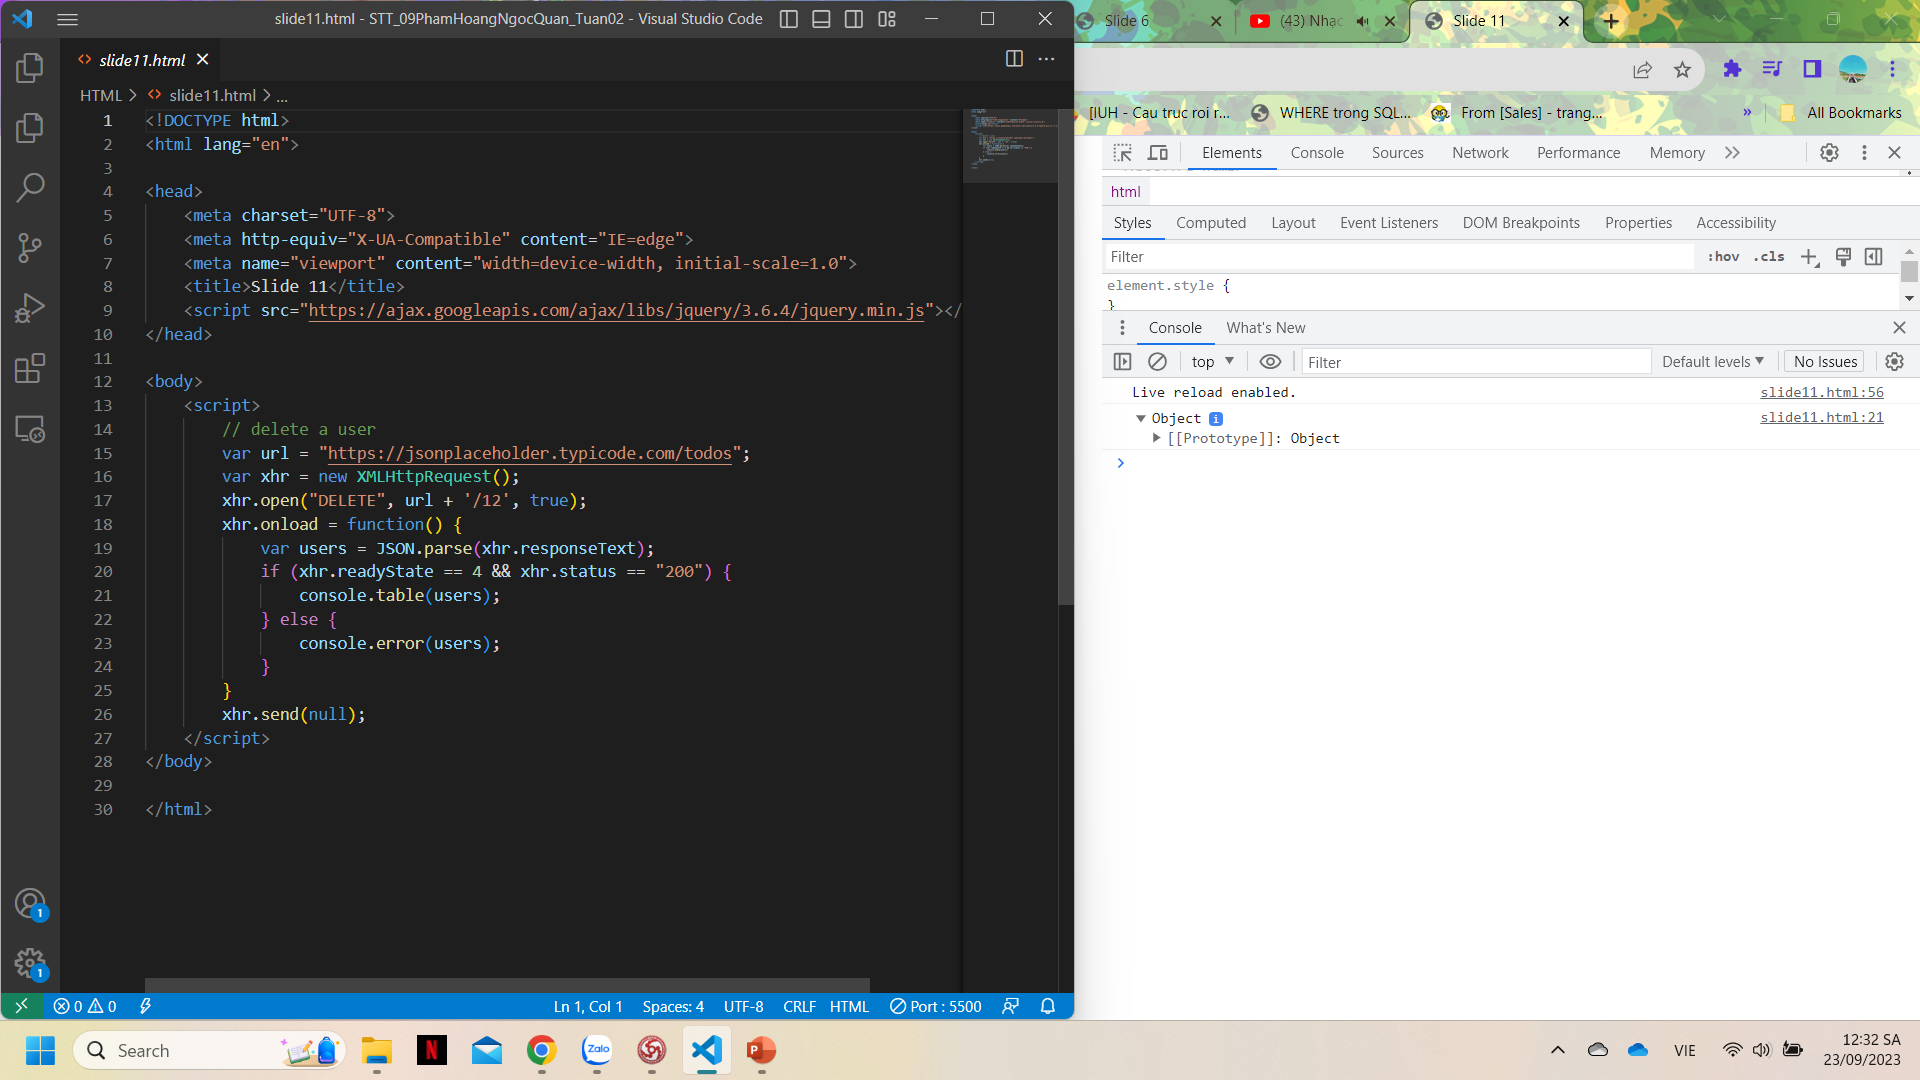 slide11.html - STT_09PhamHoangNgocQuan_Tuan02 - Visual Studio Code
slide11.html
HTML > slide11.html > ...
1 <!DOCTYPE html>
2 <html lang="en">
3
4 <head>
5 <meta charset="UTF-8">
6 <meta http-equiv="X-UA-Compatible" content="IE=edge">
7 <meta name="viewport" content="width=device-width, initial-scale=1.0">
8 <title>Slide 11</title>
9 <script src="https://ajax.googleapis.com/ajax/libs/jquery/3.6.4/jquery.min.js"></
10 </head>
11
12 <body>
13 <script>
14 // delete a user
15 var url = "https://jsonplaceholder.typicode.com/todos";
16 var xhr = new XMLHttpRequest();
17 xhr.open("DELETE", url + '/12', true);
18 xhr.onload = function() {
19 var users = JSON.parse(xhr.responseText);
20 if (xhr.readyState == 4 && xhr.status == "200") {
21 console.table(users);
22 } else {
23 console.error(users);
24 }
25 }
26 xhr.send(null);
27 </script>
28 </body>
29
30 </html>
1
1
0 0
Ln 1, Col 1 Spaces: 4 UTF-8 CRLF HTML Port : 5500
Slide 6 (43) Nhạc Slide 11
[IUH - Cau truc roi r... WHERE trong SQL... From [Sales] - trang... » All Bookmarks
Elements Console Sources Network Performance Memory
html
Styles Computed Layout Event Listeners DOM Breakpoints Properties Accessibility
Filter :hov .cls
element.style {
}
Console What's New
top Filter Default levels No Issues
Live reload enabled. slide11.html:56
Object i slide11.html:21
[[Prototype]]: Object
Search
N
Zalo
P
VIE
12:32 SA
23/09/2023